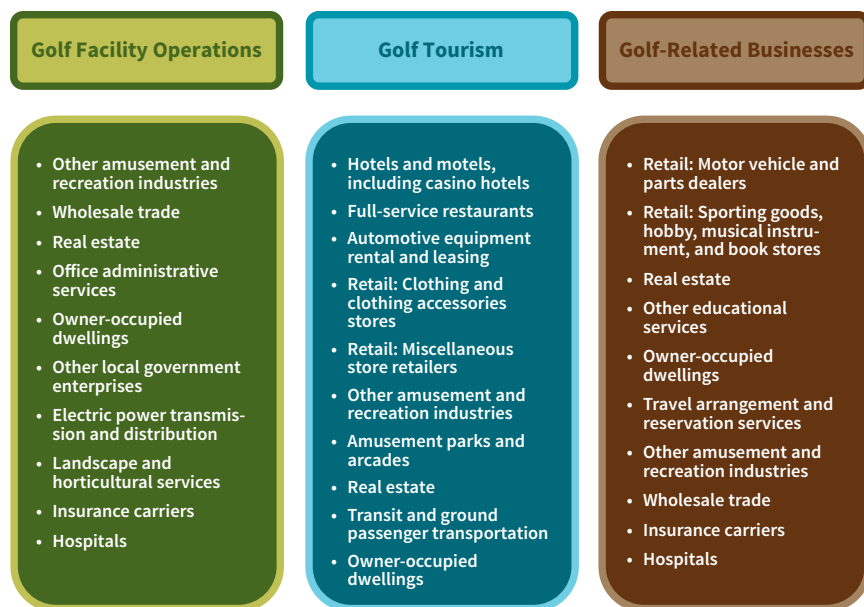 Golf Facility Operations
• Other amusement and
recreation industries
• Wholesale trade
• Real estate
• Office administrative
services
• Owner-occupied
dwellings
• Other local government
enterprises
• Electric power transmis-
sion and distribution
• Landscape and
horticultural services
• Insurance carriers
• Hospitals
Golf Tourism
• Hotels and motels,
including casino hotels
• Full-service restaurants
• Automotive equipment
rental and leasing
• Retail: Clothing and
clothing accessories
stores
• Retail: Miscellaneous
store retailers
• Other amusement and
recreation industries
• Amusement parks and
arcades
• Real estate
• Transit and ground
passenger transportation
• Owner-occupied
dwellings
Golf-Related Businesses
• Retail: Motor vehicle and
parts dealers
• Retail: Sporting goods,
hobby, musical instru-
ment, and book stores
• Real estate
• Other educational
services
• Owner-occupied
dwellings
• Travel arrangement and
reservation services
• Other amusement and
recreation industries
• Wholesale trade
• Insurance carriers
• Hospitals